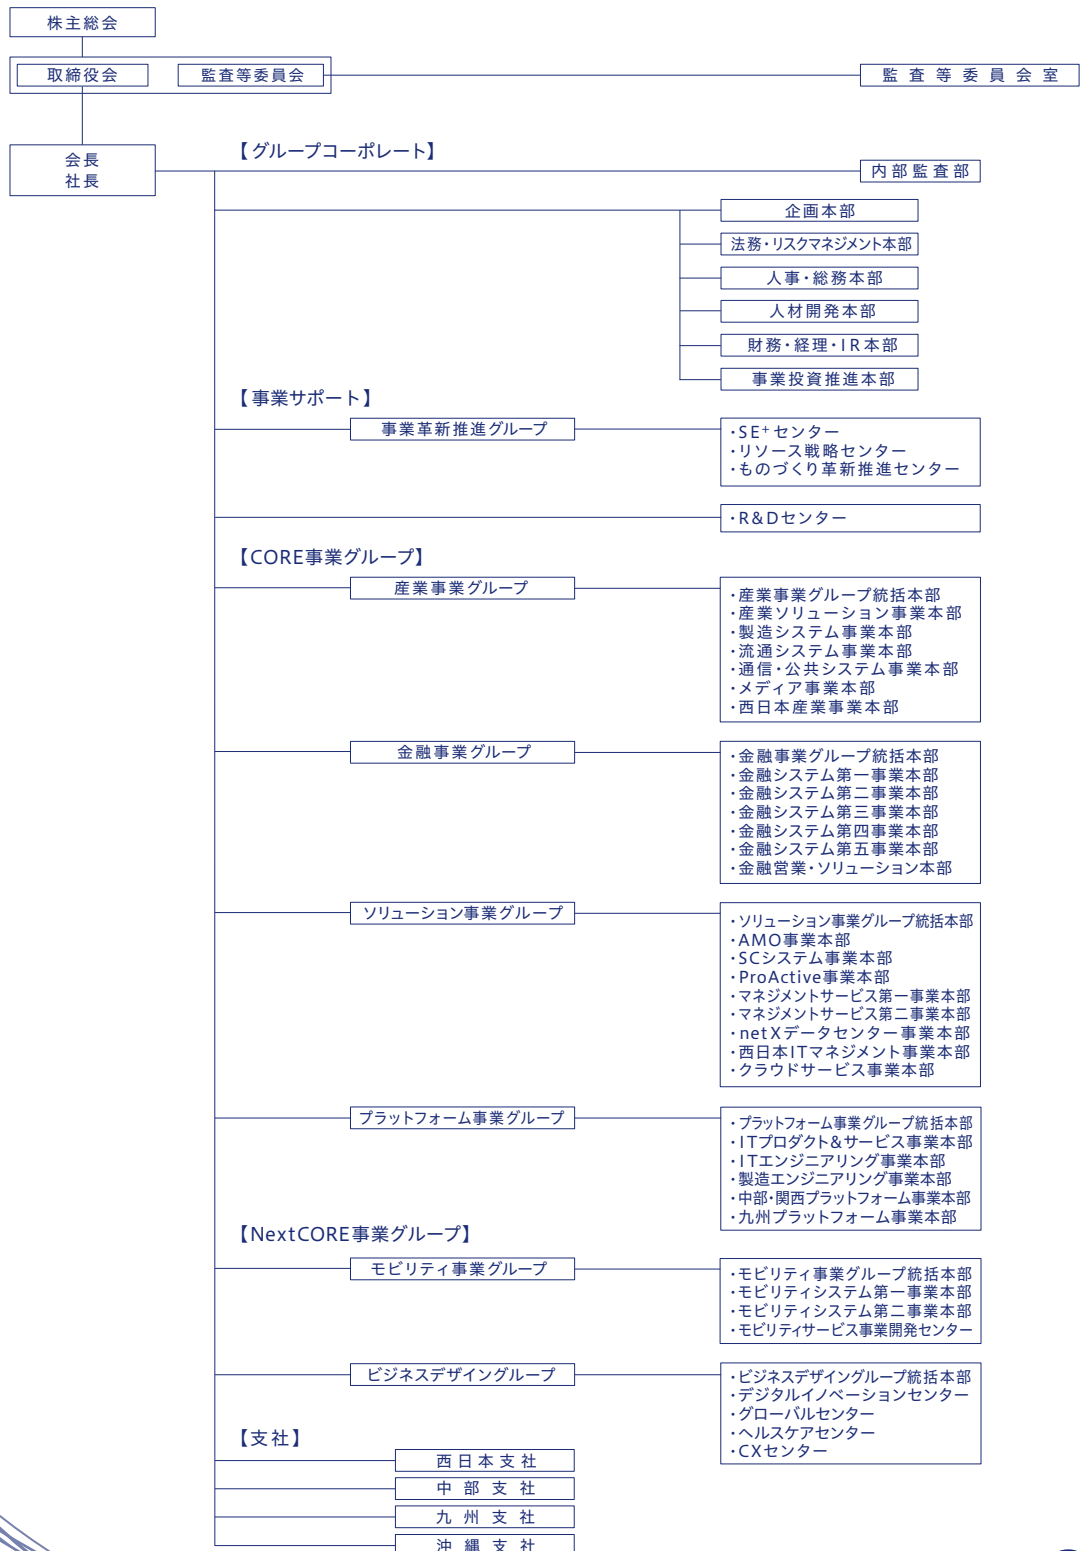 株主総会
取締役会 監査等委員会 監査等委員会室
会長
社長
【グループコーポレート】
内部監査部
企画本部
法務・リスクマネジメント本部
人事・総務本部
人材開発本部
財務・経理・IR本部
事業投資推進本部
【事業サポート】
事業革新推進グループ
・SE⁺センター
・リソース戦略センター
・ものづくり革新推進センター
・R&Dセンター
【CORE事業グループ】
産業事業グループ
・産業事業グループ統括本部
・産業ソリューション事業本部
・製造システム事業本部
・流通システム事業本部
・通信・公共システム事業本部
・メディア事業本部
・西日本産業事業本部
金融事業グループ
・金融事業グループ統括本部
・金融システム第一事業本部
・金融システム第二事業本部
・金融システム第三事業本部
・金融システム第四事業本部
・金融システム第五事業本部
・金融営業・ソリューション本部
ソリューション事業グループ
・ソリューション事業グループ統括本部
・AMO事業本部
・SCシステム事業本部
・ProActive事業本部
・マネジメントサービス第一事業本部
・マネジメントサービス第二事業本部
・netXデータセンター事業本部
・西日本ITマネジメント事業本部
・クラウドサービス事業本部
プラットフォーム事業グループ
・プラットフォーム事業グループ統括本部
・ITプロダクト&サービス事業本部
・ITエンジニアリング事業本部
・製造エンジニアリング事業本部
・中部・関西プラットフォーム事業本部
・九州プラットフォーム事業本部
【NextCORE事業グループ】
モビリティ事業グループ
・モビリティ事業グループ統括本部
・モビリティシステム第一事業本部
・モビリティシステム第二事業本部
・モビリティサービス事業開発センター
ビジネスデザイングループ
・ビジネスデザイングループ統括本部
・デジタルイノベーションセンター
・グローバルセンター
・ヘルスケアセンター
・CXセンター
【支社】
西日本支社
中部支社
九州支社
沖縄支社